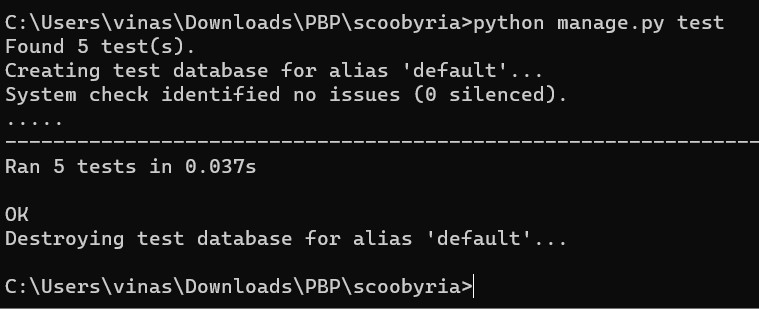 C:\Users\vinas\Downloads\PBP\scoobyria>python manage.py test
Found 5 test(s).
Creating test database for alias 'default'...
System check identified no issues (0 silenced).
.....
----------------------------------------------------------------------
Ran 5 tests in 0.037s
OK
Destroying test database for alias 'default'...
C:\Users\vinas\Downloads\PBP\scoobyria>